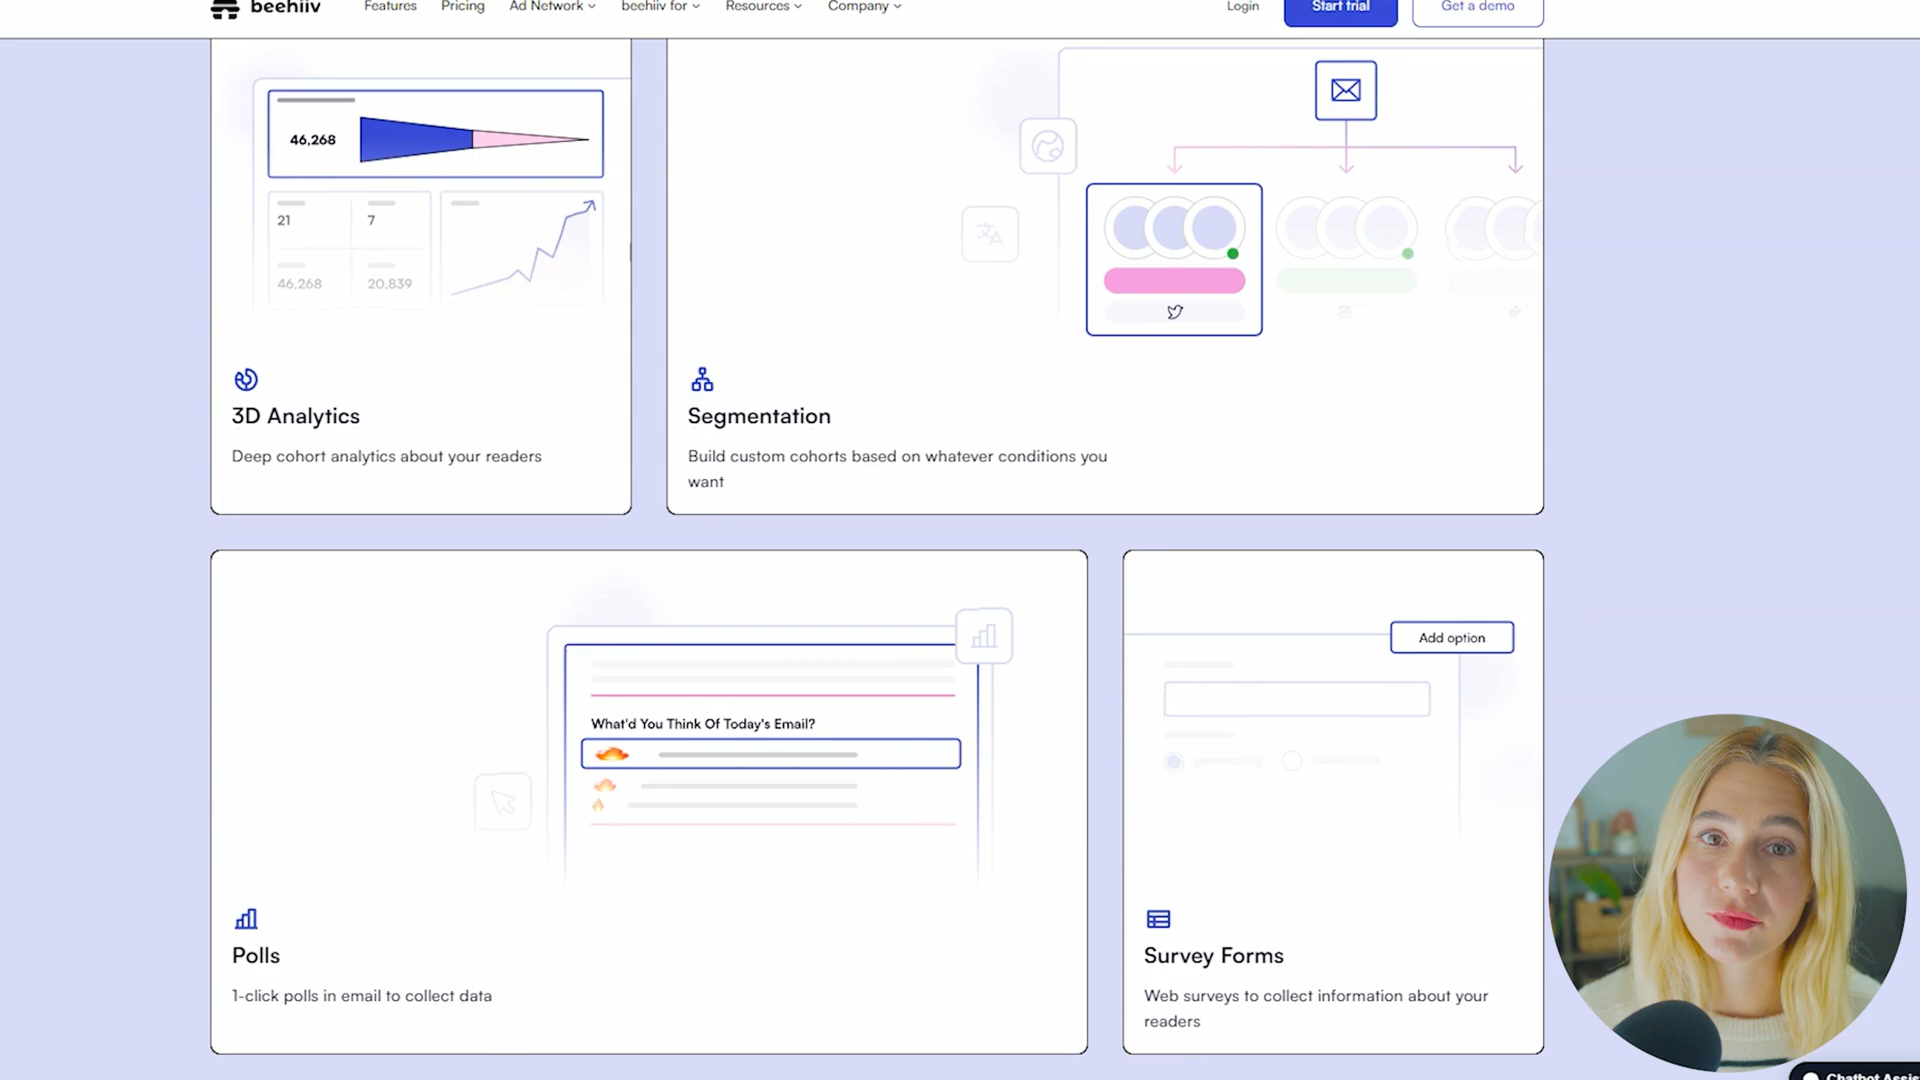 beehiiv Features Pricing Ad Network beehiiv for Resources Company Login Start trial Get a demo
46,268
21 7
46,268 20,839
3D Analytics
Deep cohort analytics about your readers
文A
Segmentation
Build custom cohorts based on whatever conditions you
want
What'd You Think Of Today's Email?
Polls
1-click polls in email to collect data
Add option
Survey Forms
Web surveys to collect information about your
readers
Chatbot